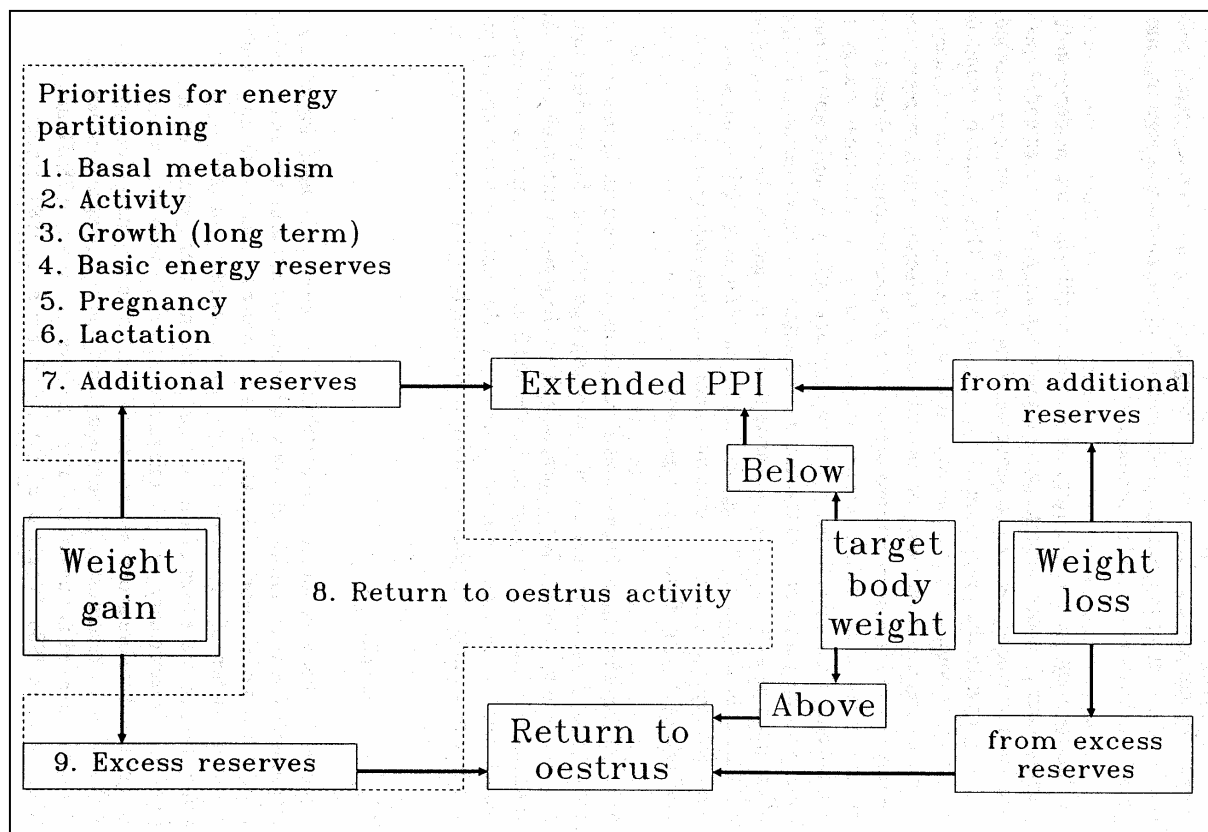 Priorities for energy
partitioning
1. Basal metabolism
2. Activity
3. Growth (long term)
4. Basic energy reserves
5. Pregnancy
6. Lactation
7. Additional reserves
Extended PPI
from additional
reserves
Below
Weight
gain
8. Return to oestrus activity
target
body
weight
Weight
loss
Above
9. Excess reserves
Return to
oestrus
from excess
reserves